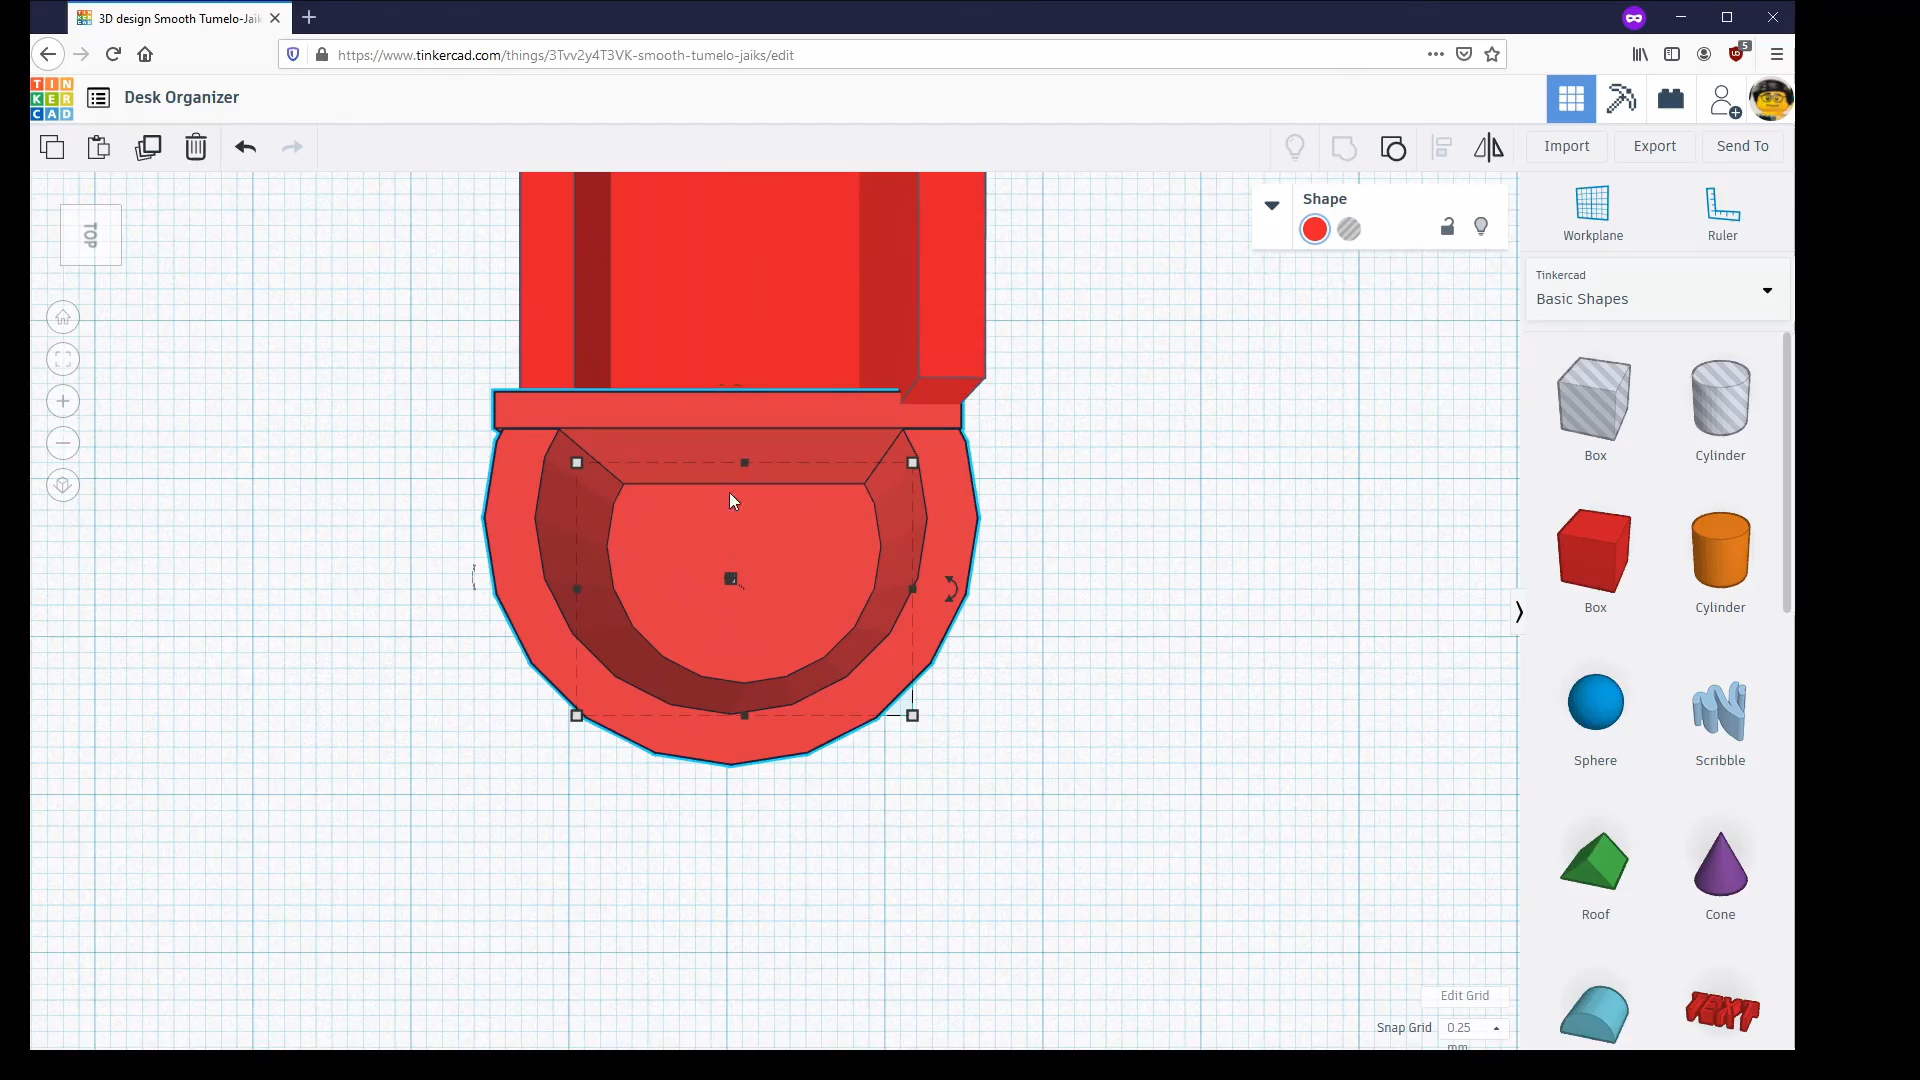 3D design Smooth Tumelo-Jaik
https://www.tinkercad.com/things/3Tvv2y4T3VK-smooth-tumelo-jaiks/edit
5
TIN
KER
CAD
Desk Organizer
Import
Export
Send To
TOP
Shape
Workplane
Ruler
Tinkercad
Basic Shapes
Box
Cylinder
Box
Cylinder
Sphere
Scribble
Roof
Cone
TEXT
Edit Grid
Snap Grid
0.25
mm